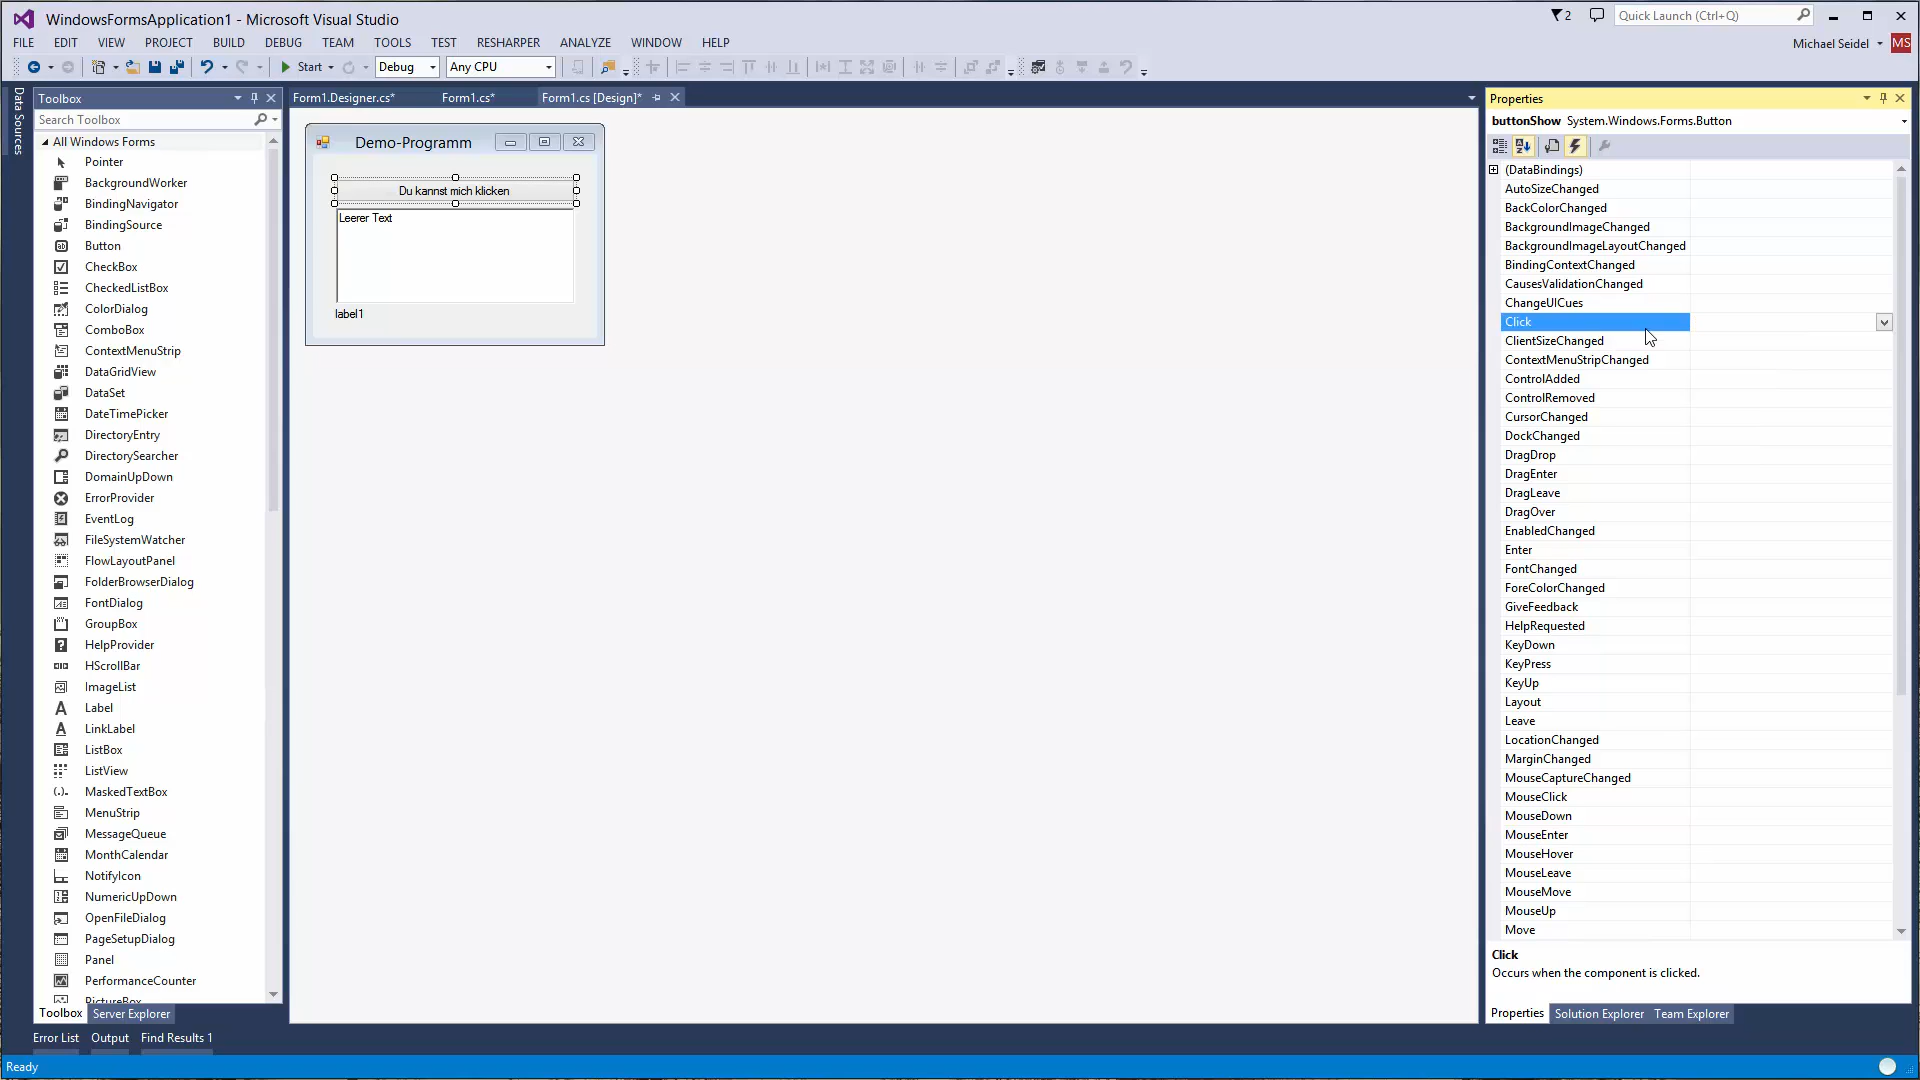 WindowsFormsApplication1 - Microsoft Visual Studio
2
Quick Launch (Ctrl+Q)
FILE EDIT VIEW PROJECT BUILD DEBUG TEAM TOOLS TEST RESHARPER ANALYZE WINDOW HELP
Michael Seidel MS
Start Debug Any CPU
Data Sources
Toolbox
Search Toolbox
All Windows Forms
Pointer
BackgroundWorker
BindingNavigator
BindingSource
Button
CheckBox
CheckedListBox
ColorDialog
ComboBox
ContextMenuStrip
DataGridView
DataSet
DateTimePicker
DirectoryEntry
DirectorySearcher
DomainUpDown
ErrorProvider
EventLog
FileSystemWatcher
FlowLayoutPanel
FolderBrowserDialog
FontDialog
GroupBox
HelpProvider
HScrollBar
ImageList
Label
LinkLabel
ListBox
ListView
MaskedTextBox
MenuStrip
MessageQueue
MonthCalendar
NotifyIcon
NumericUpDown
OpenFileDialog
PageSetupDialog
Panel
PerformanceCounter
PictureBox
Toolbox Server Explorer
Form1.Designer.cs* Form1.cs* Form1.cs [Design]*
Demo-Programm
Du kannst mich klicken
Leerer Text
label1
Properties
buttonShow System.Windows.Forms.Button
(DataBindings)
AutoSizeChanged
BackColorChanged
BackgroundImageChanged
BackgroundImageLayoutChanged
BindingContextChanged
CausesValidationChanged
ChangeUICues
Click
ClientSizeChanged
ContextMenuStripChanged
ControlAdded
ControlRemoved
CursorChanged
DockChanged
DragDrop
DragEnter
DragLeave
DragOver
EnabledChanged
Enter
FontChanged
ForeColorChanged
GiveFeedback
HelpRequested
KeyDown
KeyPress
KeyUp
Layout
Leave
LocationChanged
MarginChanged
MouseCaptureChanged
MouseClick
MouseDown
MouseEnter
MouseHover
MouseLeave
MouseMove
MouseUp
Move
Click
Occurs when the component is clicked.
Properties Solution Explorer Team Explorer
Error List Output Find Results 1
Ready